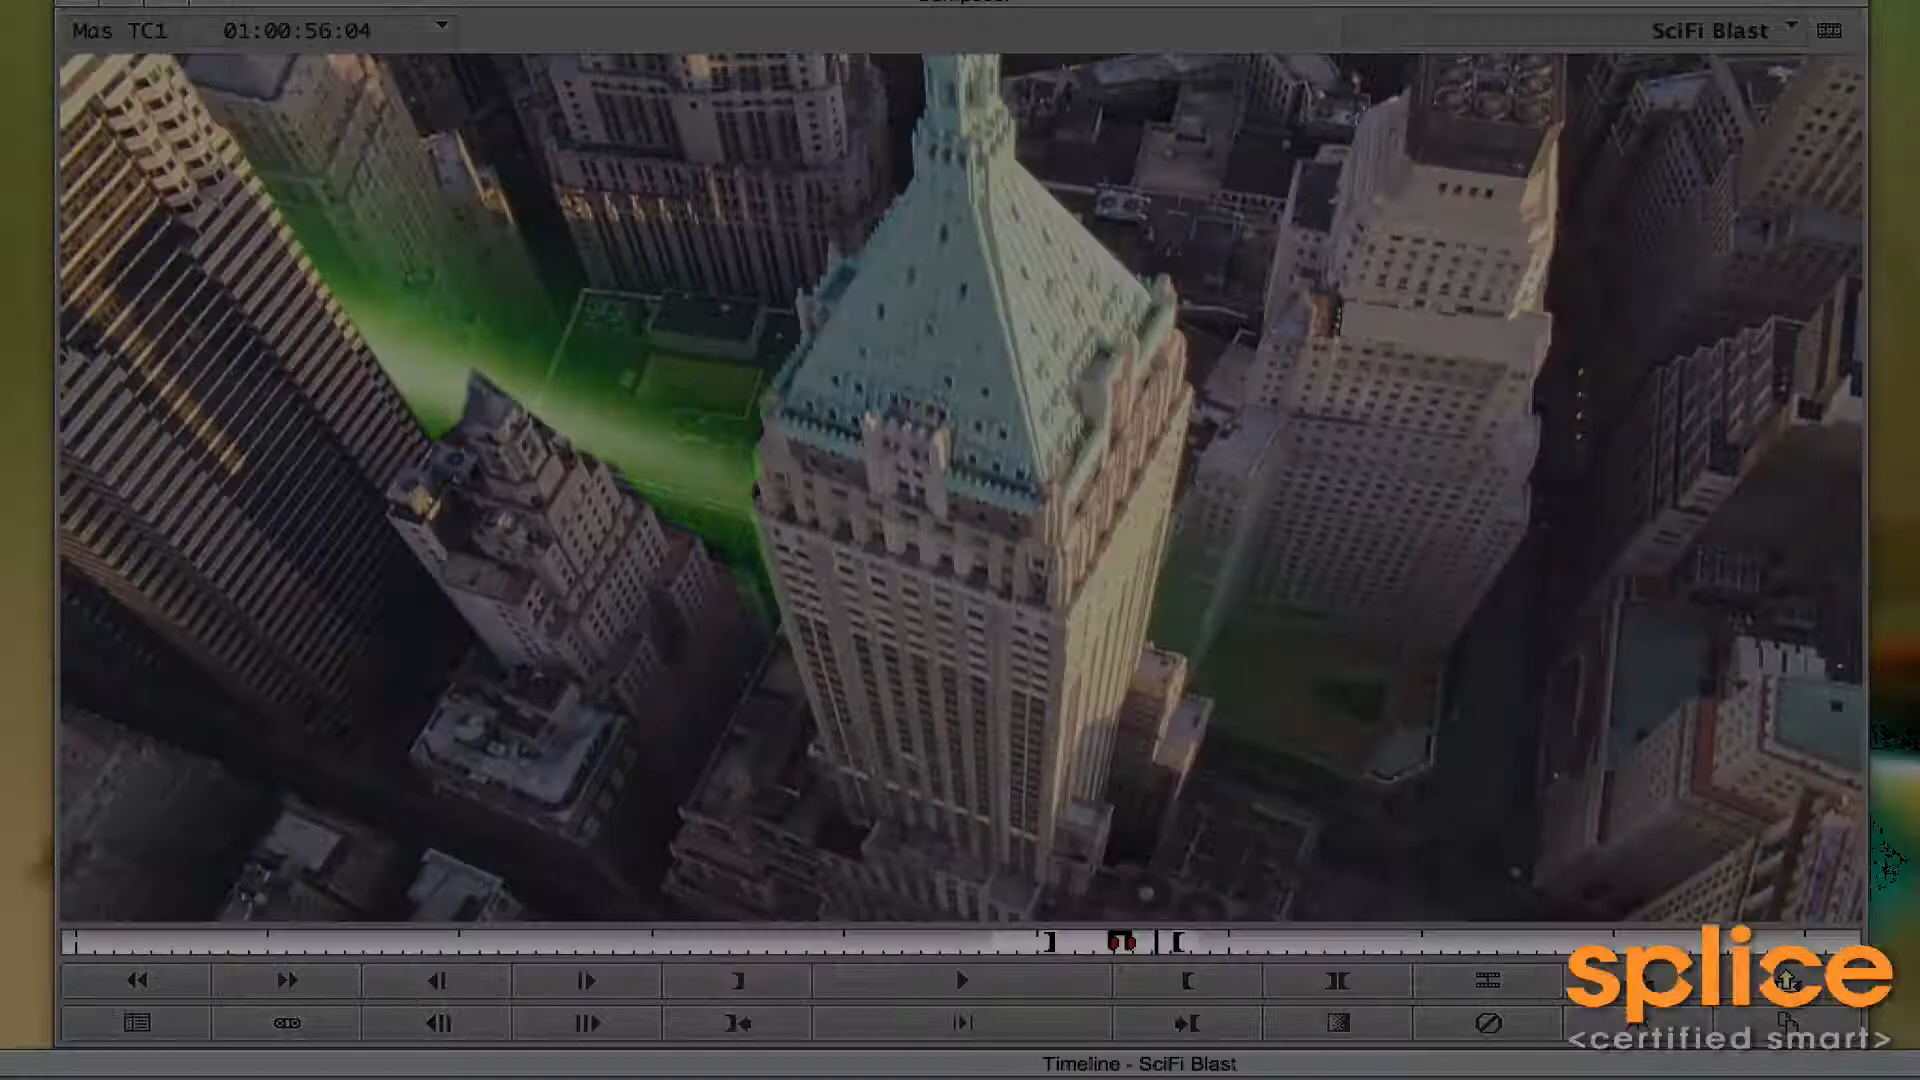 Mas TC1 01:00:56:04 SciFi Blast
splice
<certified smart>
Timeline - SciFi Blast